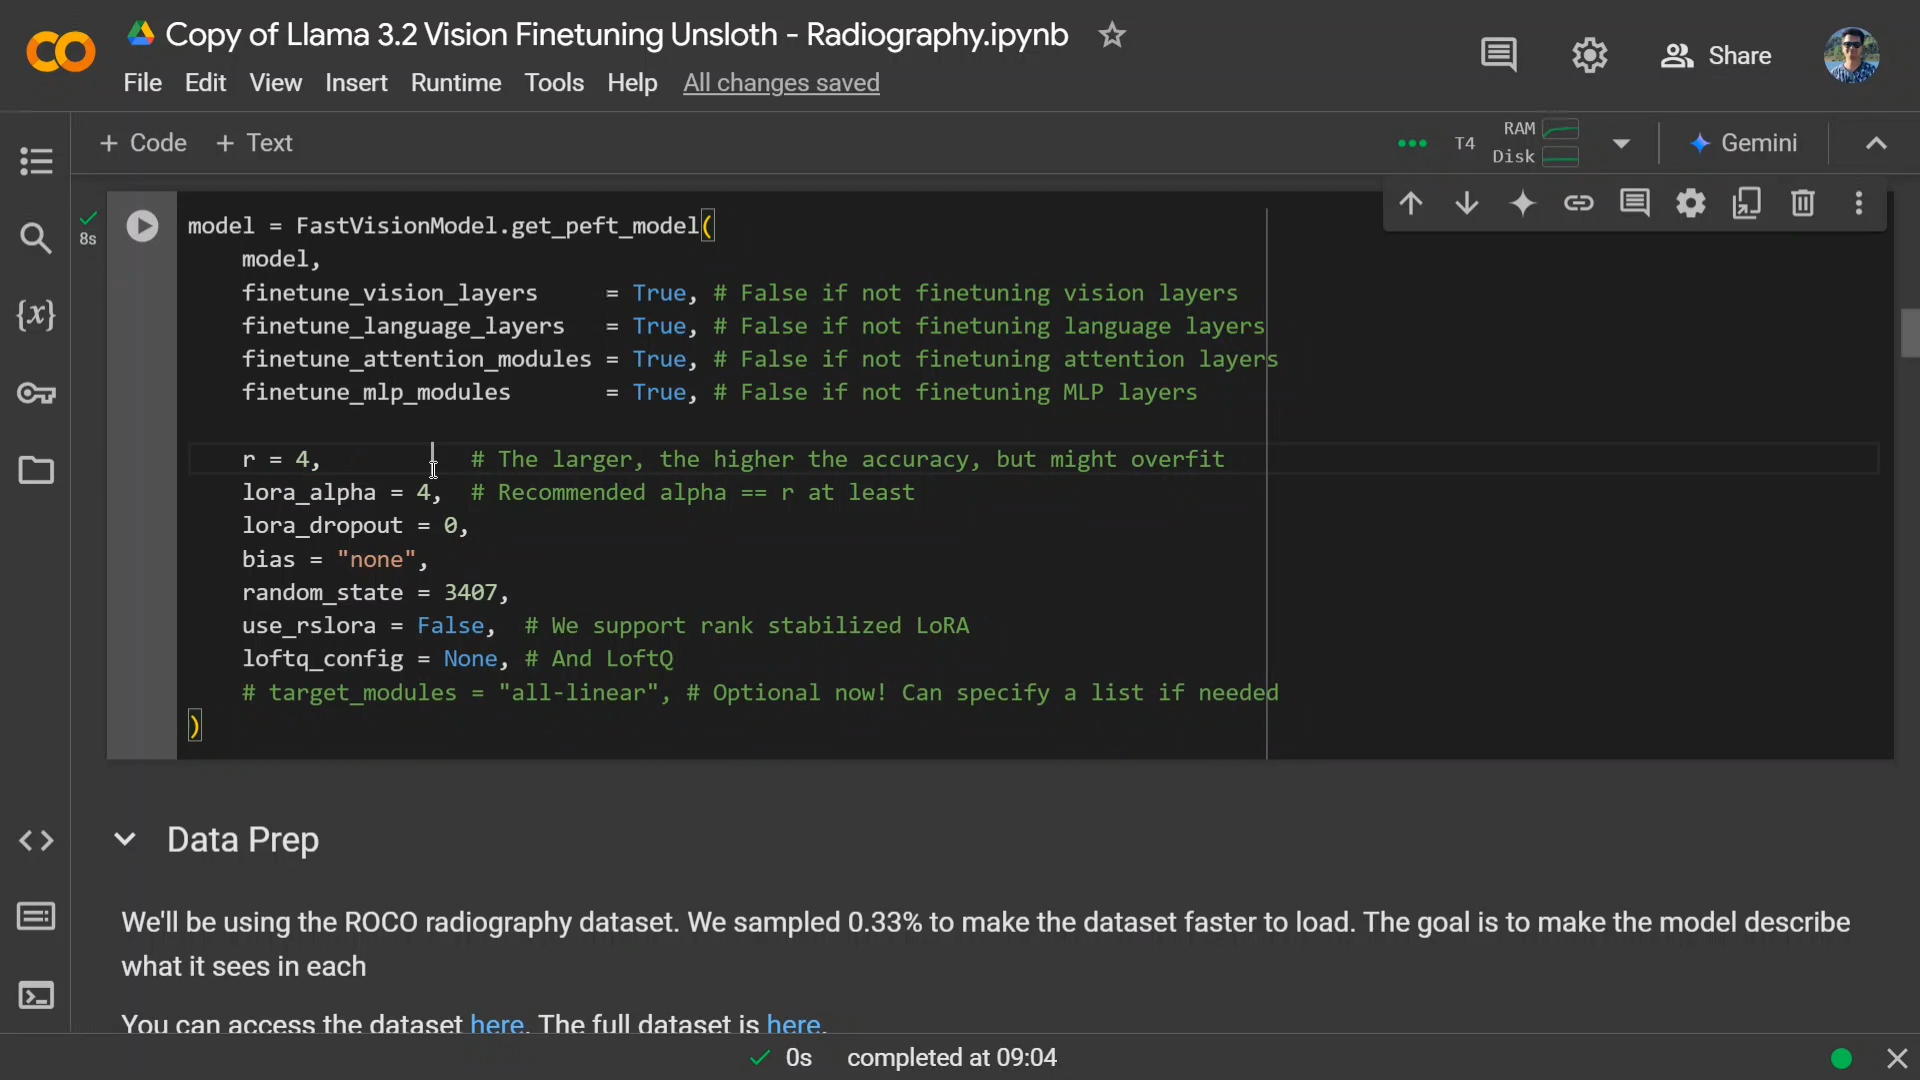 Copy of Llama 3.2 Vision Finetuning Unsloth - Radiography.ipynb
File Edit View Insert Runtime Tools Help All changes saved
Share
+ Code + Text
T4 RAM Disk
Gemini
8s
model = FastVisionModel.get_peft_model(
    model,
    finetune_vision_layers     = True, # False if not finetuning vision layers
    finetune_language_layers   = True, # False if not finetuning language layers
    finetune_attention_modules = True, # False if not finetuning attention layers
    finetune_mlp_modules       = True, # False if not finetuning MLP layers
    r = 4,           # The larger, the higher the accuracy, but might overfit
    lora_alpha = 4,  # Recommended alpha == r at least
    lora_dropout = 0,
    bias = "none",
    random_state = 3407,
    use_rslora = False,  # We support rank stabilized LoRA
    loftq_config = None, # And LoftQ
    # target_modules = "all-linear", # Optional now! Can specify a list if needed
)
{x}
Data Prep
We'll be using the ROCO radiography dataset. We sampled 0.33% to make the dataset faster to load. The goal is to make the model describe
what it sees in each
You can access the dataset here. The full dataset is here.
0s completed at 09:04